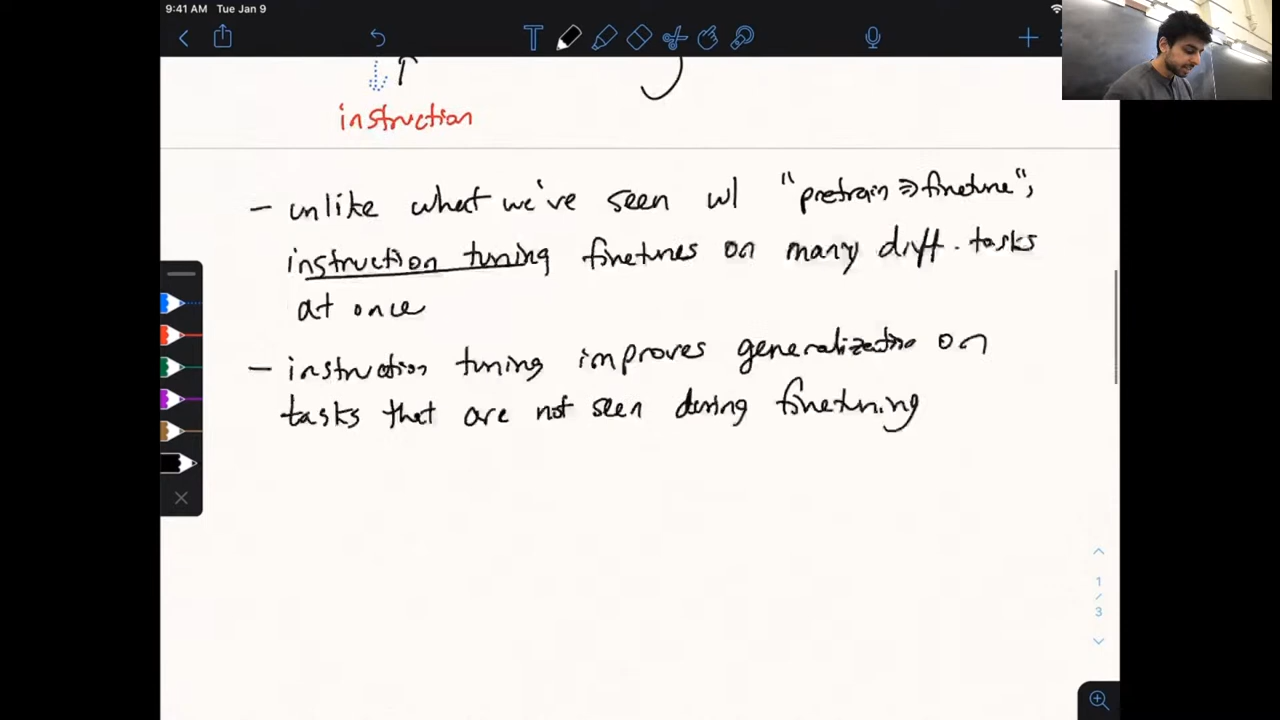 9:41 AM Tue Jan 9
instruction
- unlike what we've seen w/ "pretrain ⇒ finetune",
instruction tuning finetunes on many diff. tasks
at once
- instruction tuning improves generalization on
tasks that are not seen during finetuning
1
/
3